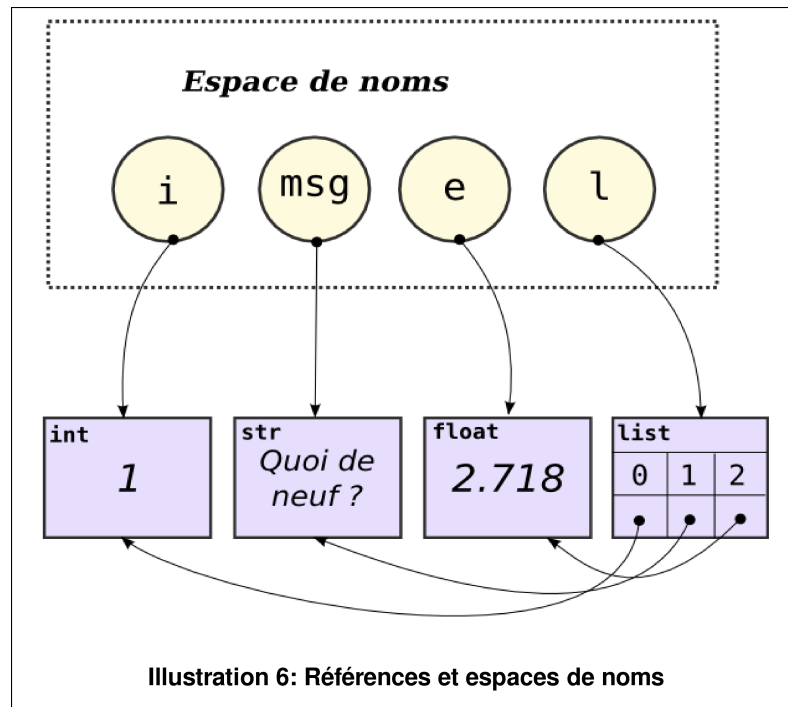 Espace de noms
i
msg
e
l
int
1
str
Quoi de
neuf ?
float
2.718
list
0 1 2
Illustration 6: Références et espaces de noms